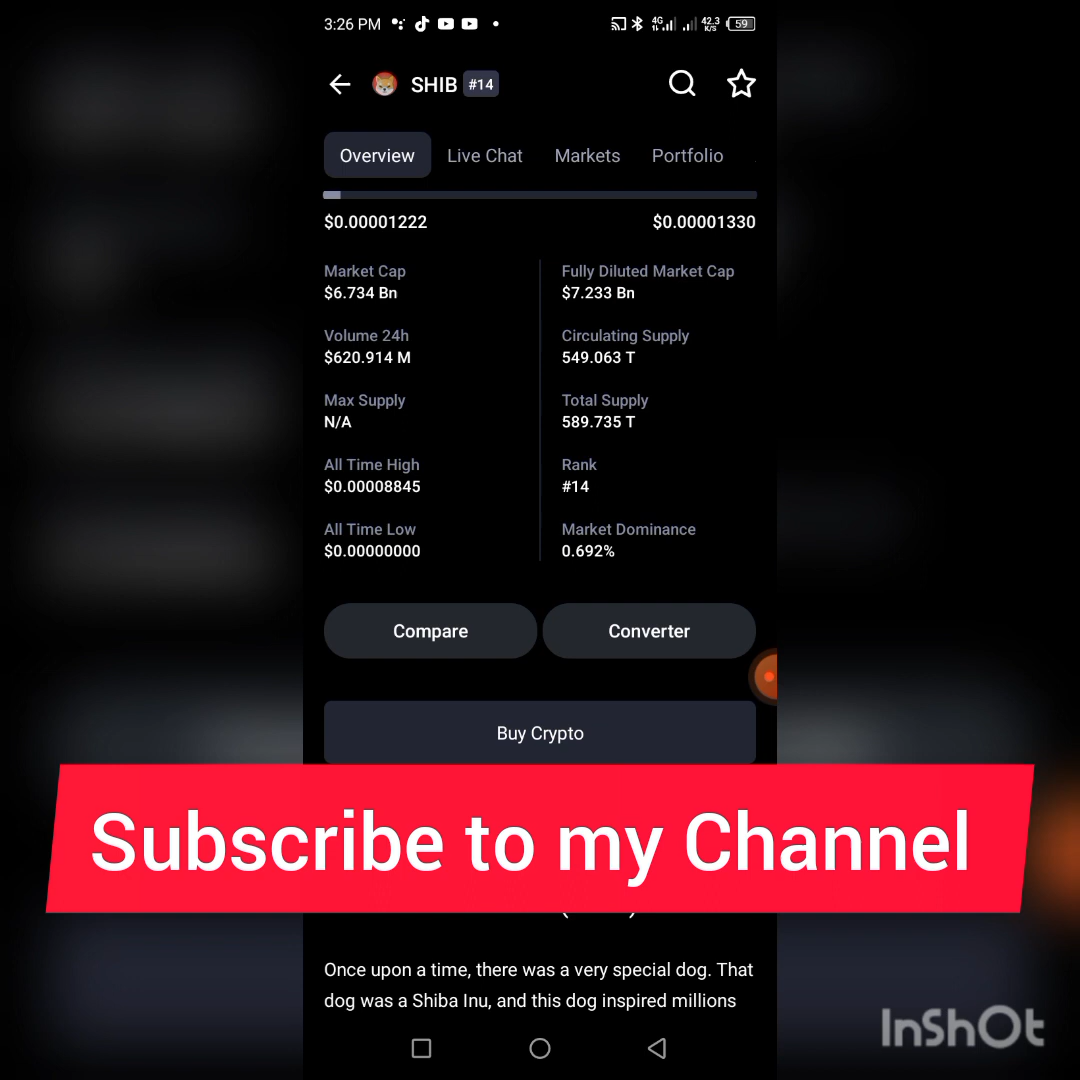 3:26 PM 4G 42.3 K/S 59
SHIB #14
Overview Live Chat Markets Portfolio
$0.00001222 $0.00001330
Market Cap Fully Diluted Market Cap
$6.734 Bn $7.233 Bn
Volume 24h Circulating Supply
$620.914 M 549.063 T
Max Supply Total Supply
N/A 589.735 T
All Time High Rank
$0.00008845 #14
All Time Low Market Dominance
$0.00000000 0.692%
Compare Converter
Buy Crypto
Subscribe to my Channel
Once upon a time, there was a very special dog. That
dog was a Shiba Inu, and this dog inspired millions
InShOt